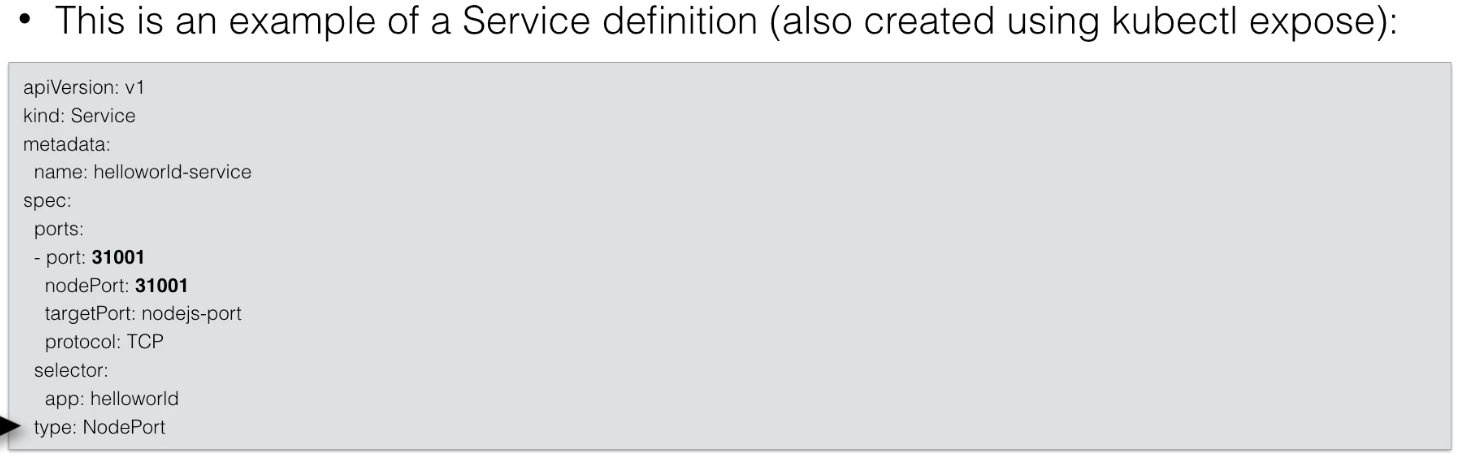 • This is an example of a Service definition (also created using kubectl expose):
apiVersion: v1
kind: Service
metadata:
  name: helloworld-service
spec:
  ports:
  - port: 31001
    nodePort: 31001
    targetPort: nodejs-port
    protocol: TCP
  selector:
    app: helloworld
  type: NodePort